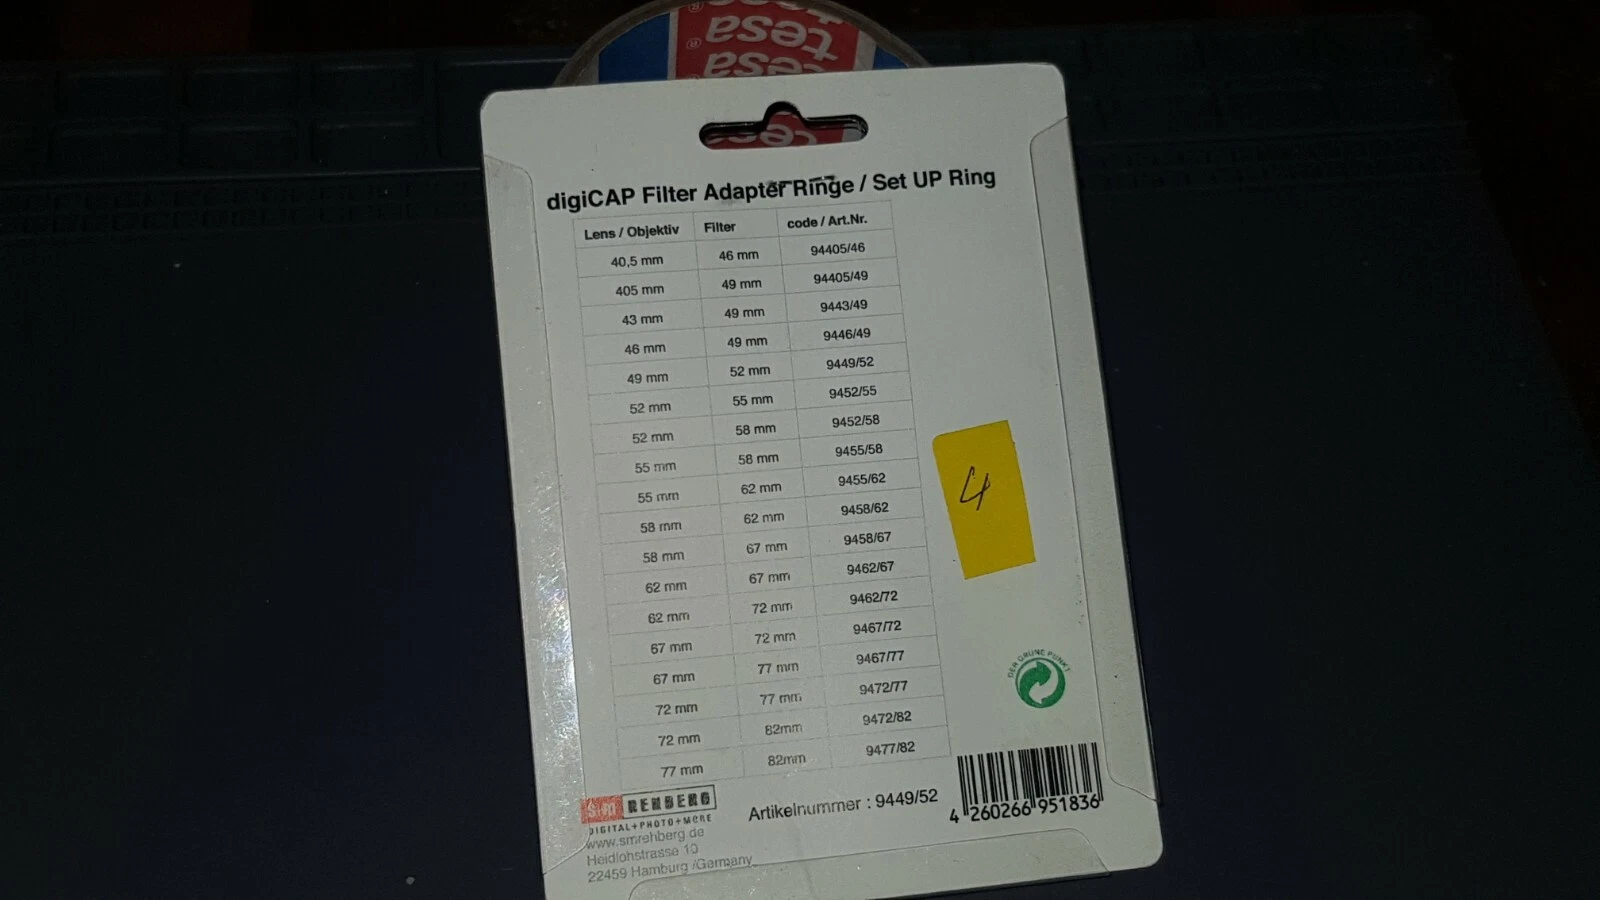 tesa
tesa
digiCAP Filter Adapter Ringe / Set UP Ring
Lens / Objektiv Filter code / Art.Nr.
40,5 mm 46 mm 94405/46
405 mm 49 mm 94405/49
43 mm 49 mm 9443/49
46 mm 49 mm 9446/49
49 mm 52 mm 9449/52
52 mm 55 mm 9452/55
52 mm 58 mm 9452/58
55 mm 58 mm 9455/58
55 mm 62 mm 9455/62
58 mm 62 mm 9458/62
58 mm 67 mm 9458/67
62 mm 67 mm 9462/67
62 mm 72 mm 9462/72
67 mm 72 mm 9467/72
67 mm 77 mm 9467/77
72 mm 77 mm 9472/77
72 mm 82mm 9472/82
77 mm 82mm 9477/82
4
DER GRÜNE PUNKT
REHBERG
DIGITAL+PHOTO+MORE
www.smrehberg.de
Heidlohstrasse 10
22459 Hamburg /Germany
Artikelnummer : 9449/52
4 260266 951836